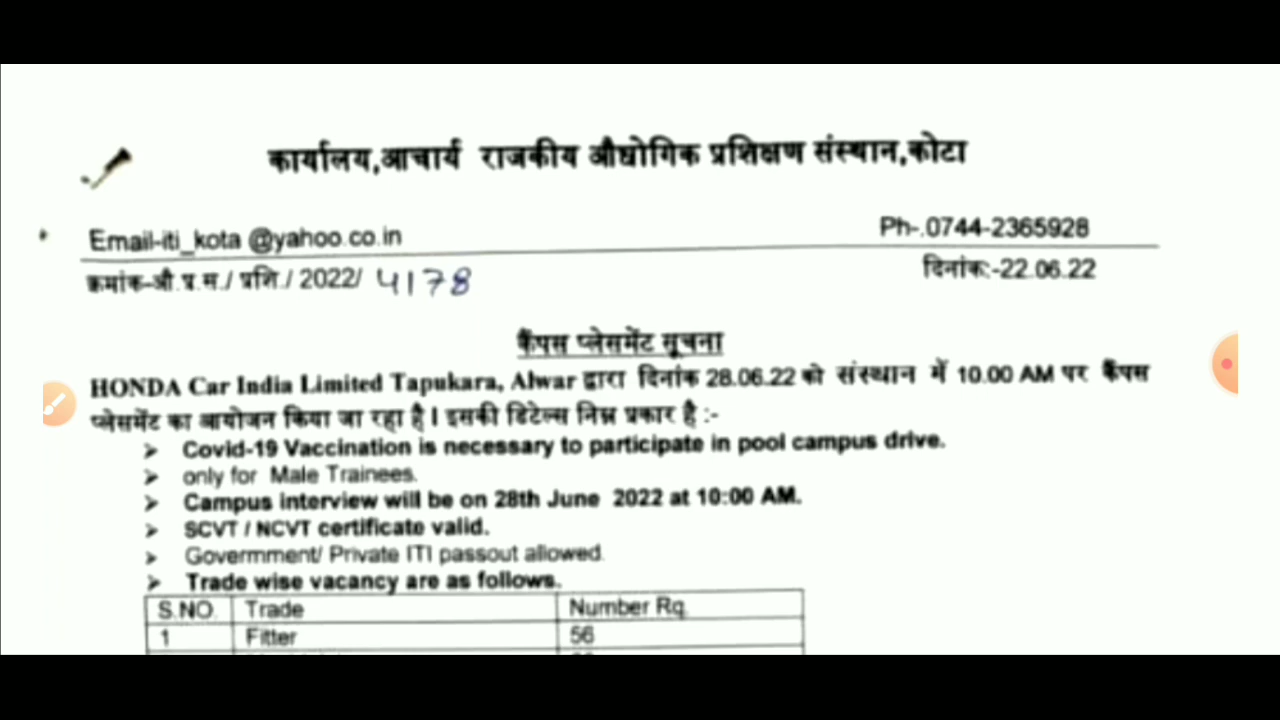 कार्यालय,आचार्य राजकीय औद्योगिक प्रशिक्षण संस्थान,कोटा
Email-iti_kota @yahoo.co.in Ph-.0744-2365928
क्रमांक-औ.प्र.स./ प्रशि./ 2022/ 4178 दिनांक:-22.06.22
कैंपस प्लेसमेंट सूचना
HONDA Car India Limited Tapukara, Alwar द्वारा दिनांक 28.06.22 को संस्थान में 10.00 AM पर कैंपस
प्लेसमेंट का आयोजन किया जा रहा है। इसकी डिटेल्स निम्न प्रकार है :-
➢ Covid-19 Vaccination is necessary to participate in pool campus drive.
➢ only for Male Trainees.
➢ Campus interview will be on 28th June 2022 at 10:00 AM.
➢ SCVT / NCVT certificate valid.
➢ Government/ Private ITI passout allowed.
➢ Trade wise vacancy are as follows.
S.NO. Trade Number Rq.
1 Fitter 56